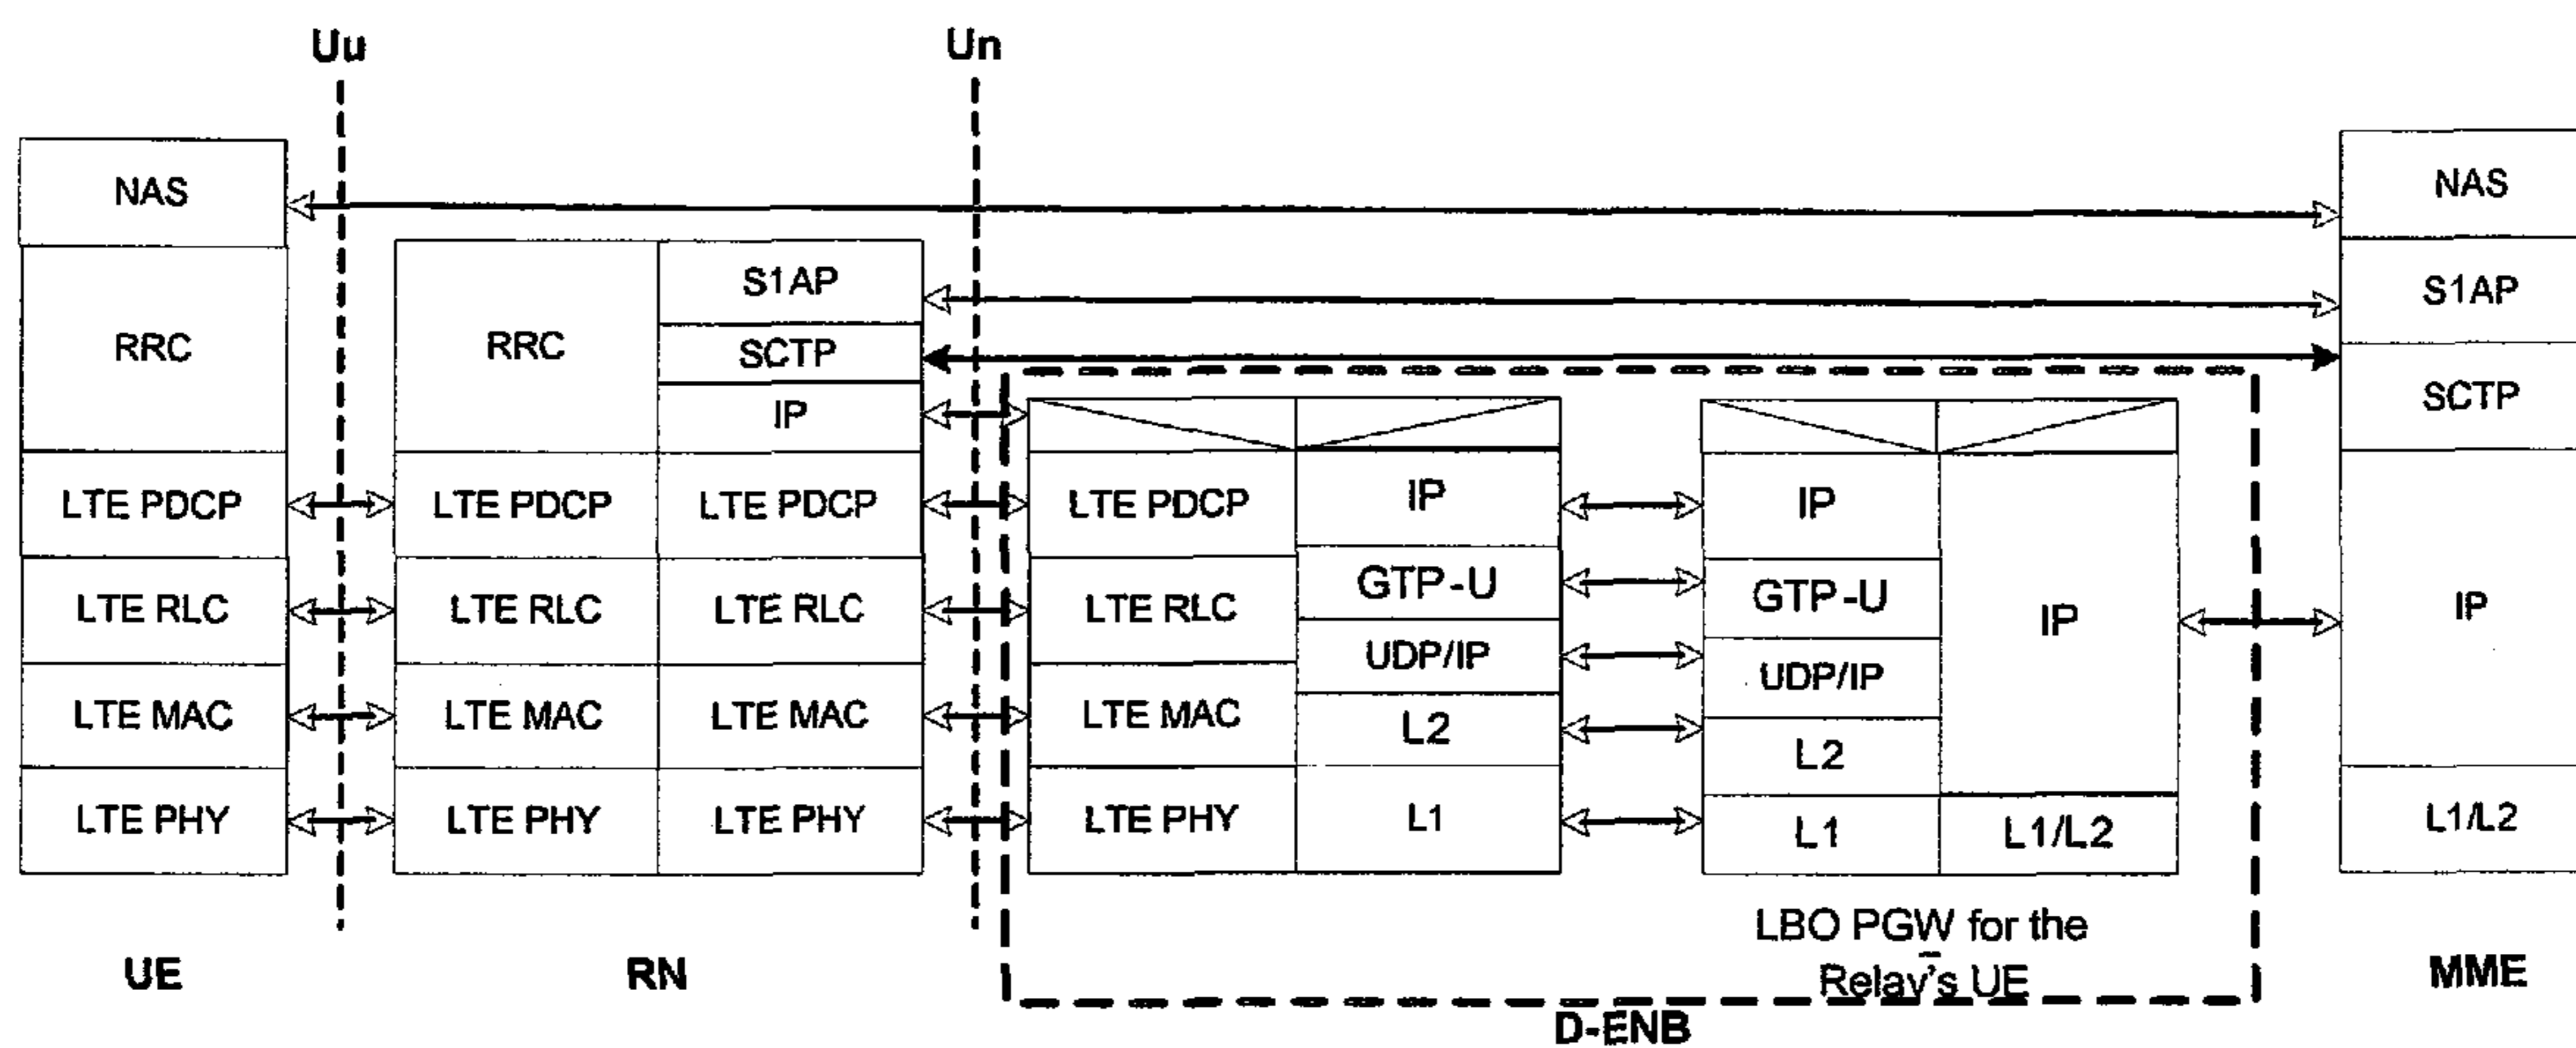 Uu
Un
NAS
RRC
LTE PDCP
LTE RLC
LTE MAC
LTE PHY
UE
RRC
LTE PDCP
LTE RLC
LTE MAC
LTE PHY
S1AP
SCTP
IP
LTE PDCP
LTE RLC
LTE MAC
LTE PHY
RN
LTE PDCP
LTE RLC
LTE MAC
LTE PHY
IP
GTP-U
UDP/IP
L2
L1
IP
GTP-U
UDP/IP
L2
L1
IP
L1/L2
LBO PGW for the
Relay's UE
D-ENB
NAS
S1AP
SCTP
IP
L1/L2
MME